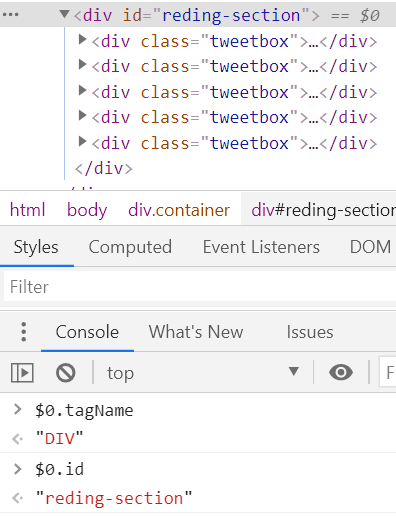 … ▼<div id="reding-section"> == $0
▶<div class="tweetbox">…</div>
▶<div class="tweetbox">…</div>
▶<div class="tweetbox">…</div>
▶<div class="tweetbox">…</div>
▶<div class="tweetbox">…</div>
</div>
html body div.container div#reding-section
Styles Computed Event Listeners DOM
Filter
Console What's New Issues
top ▼ F
> $0.tagName
<· "DIV"
> $0.id
<· "reding-section"